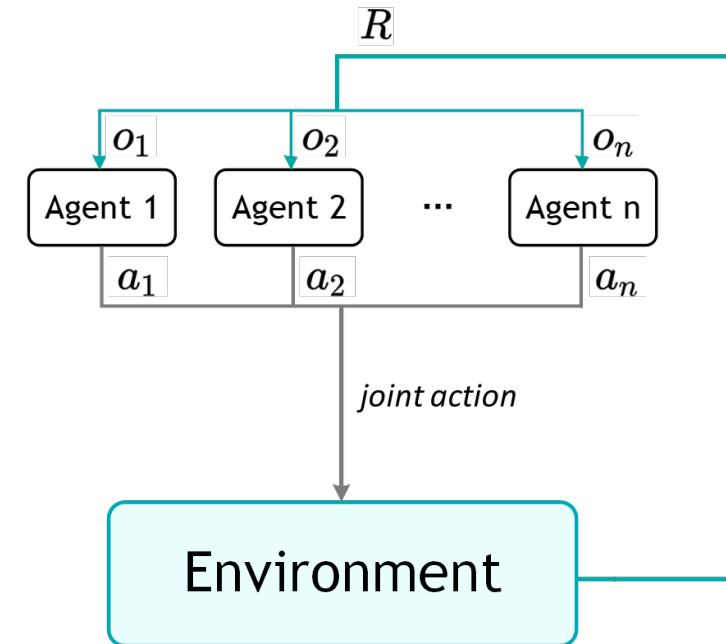 R
o₁ o₂ oₙ
Agent 1 Agent 2 ... Agent n
a₁ a₂ aₙ
joint action
Environment